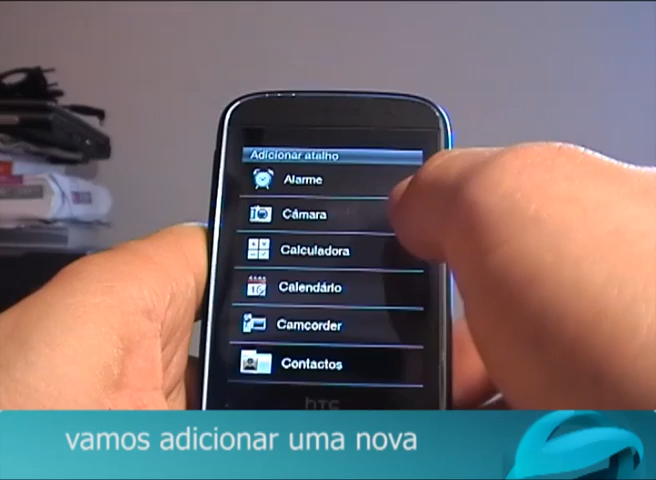 Adicionar atalho
Alarme
Câmara
Calculadora
Calendário
Camcorder
Contactos
hTC
vamos adicionar uma nova